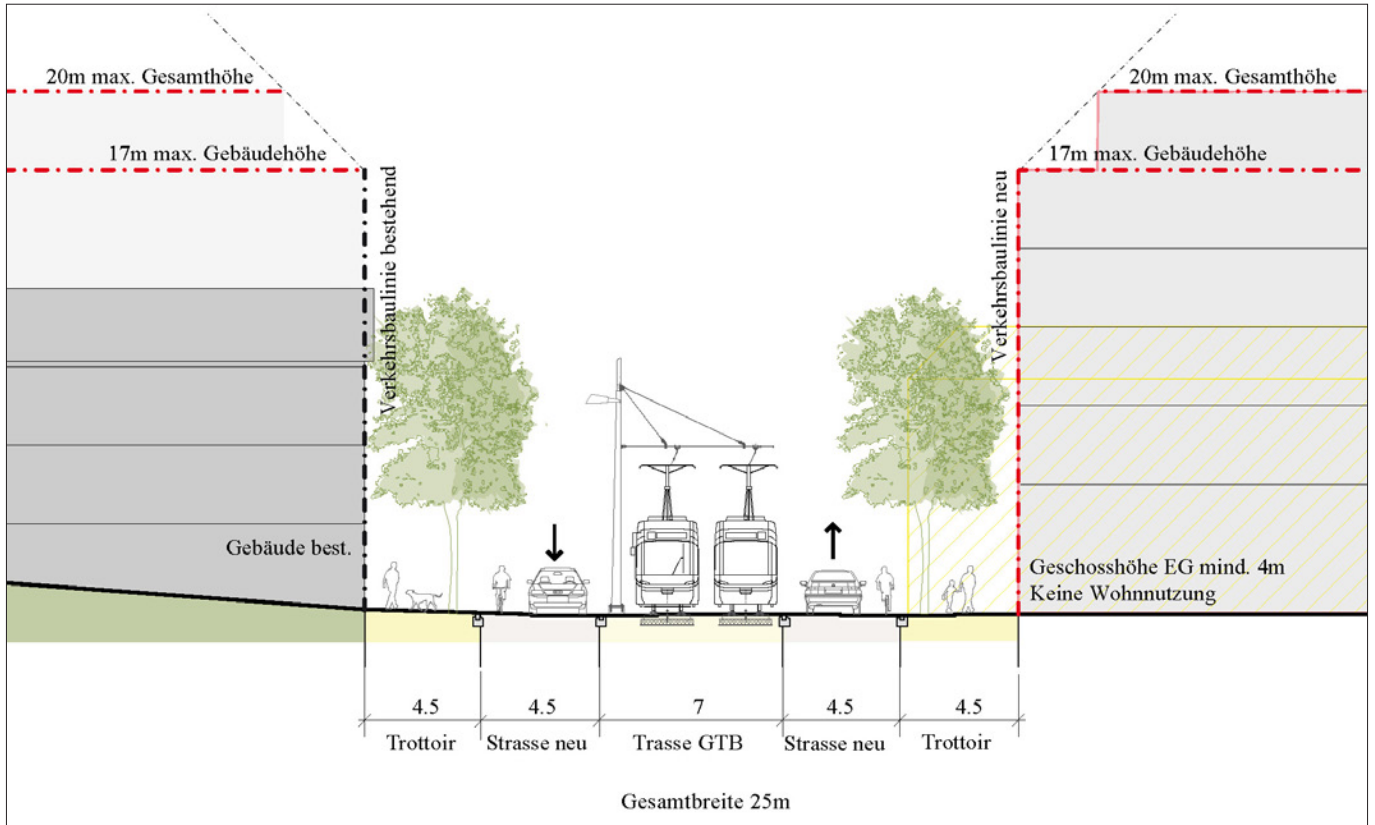 20m max. Gesamthöhe
20m max. Gesamthöhe
17m max. Gebäudehöhe
17m max. Gebäudehöhe
Verkehrsbaulinie bestehend
Verkehrsbaulinie neu
Gebäude best.
Geschosshöhe EG mind. 4m
Keine Wohnnutzung
4.5 4.5 7 4.5 4.5
Trottoir Strasse neu Trasse GTB Strasse neu Trottoir
Gesamtbreite 25m